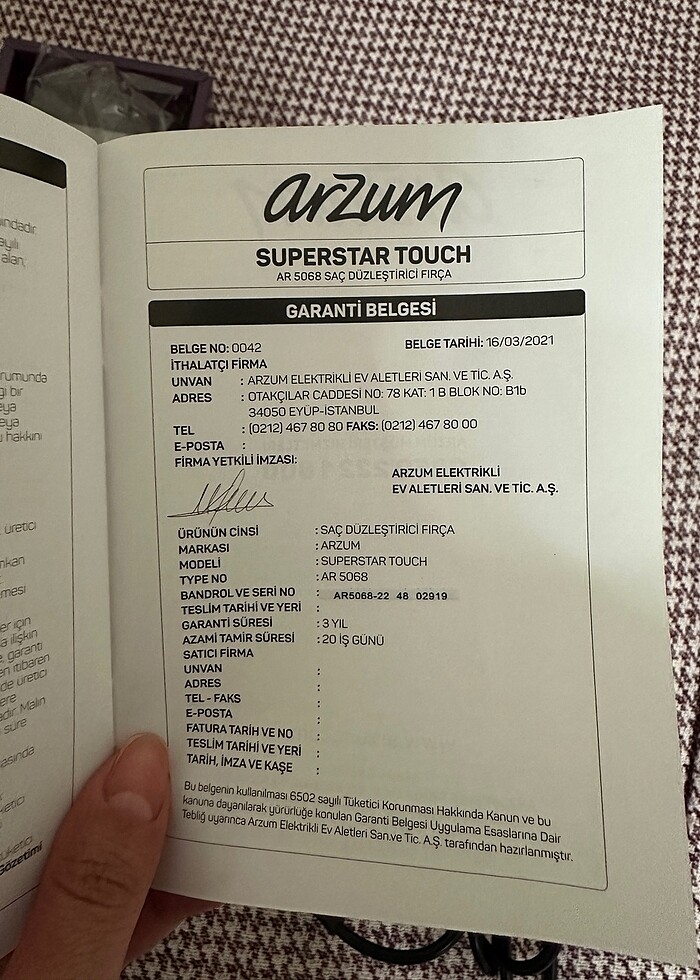 ındadır
ayılı
alan;
arzum
SUPERSTAR TOUCH
AR 5068 SAÇ DÜZLEŞTİRİCİ FIRÇA
GARANTİ BELGESİ
BELGE NO: 0042 BELGE TARİHİ: 16/03/2021
İTHALATÇI FİRMA
UNVAN : ARZUM ELEKTRİKLİ EV ALETLERİ SAN. VE TİC. A.Ş.
ADRES : OTAKÇILAR CADDESİ NO: 78 KAT: 1 B BLOK NO: B1b
34050 EYÜP-İSTANBUL
TEL : (0212) 467 80 80 FAKS: (0212) 467 80 00
E-POSTA :
FİRMA YETKİLİ İMZASI:
ARZUM ELEKTRİKLİ
EV ALETLERİ SAN. VE TİC. A.Ş.
ÜRÜNÜN CİNSİ : SAÇ DÜZLEŞTİRİCİ FIRÇA
MARKASI : ARZUM
MODELİ : SUPERSTAR TOUCH
TYPE NO : AR 5068
BANDROL VE SERİ NO : AR5068-22 48 02919
TESLİM TARİHİ VE YERİ :
GARANTİ SÜRESİ : 3 YIL
AZAMİ TAMİR SÜRESİ : 20 İŞ GÜNÜ
SATICI FİRMA
UNVAN :
ADRES :
TEL - FAKS :
E-POSTA :
FATURA TARİH VE NO :
TESLİM TARİHİ VE YERİ :
TARİH, İMZA VE KAŞE :
Bu belgenin kullanılması 6502 sayılı Tüketici Korunması Hakkında Kanun ve bu
kanuna dayanılarak yürürlüğe konulan Garanti Belgesi Uygulama Esaslarına Dair
Tebliğ uyarınca Arzum Elektrikli Ev Aletleri San.ve Tic. A.Ş. tarafından hazırlanmıştır.